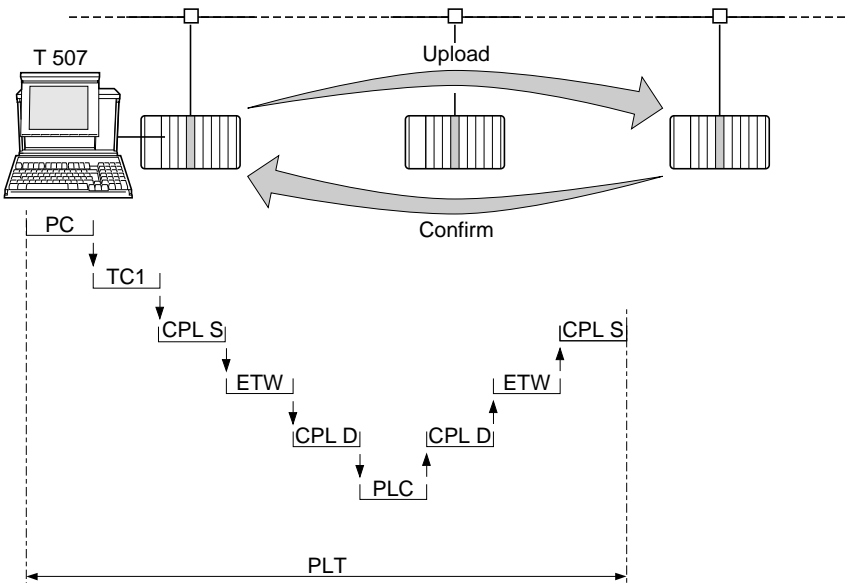 Upload
T 507
Confirm
PC
TC1
CPL S
CPL S
ETW
ETW
CPL D
CPL D
PLC
PLT